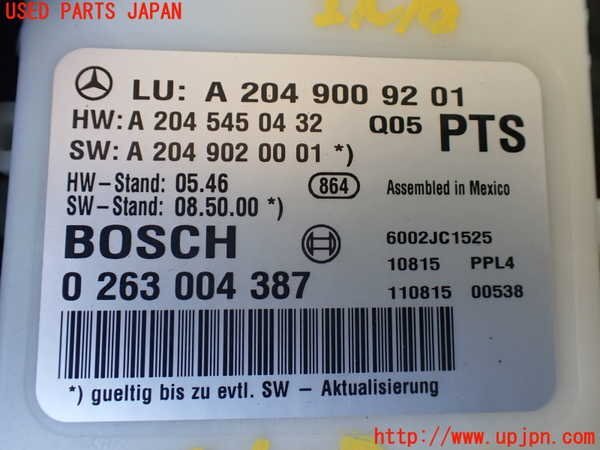 USED PARTS JAPAN
LU: A 204 900 92 01
HW: A 204 545 04 32 Q05 PTS
SW: A 204 902 00 01 *)
HW-Stand: 05.46 864 Assembled in Mexico
SW-Stand: 08.50.00 *)
BOSCH 6002JC1525
0 263 004 387 10815 PPL4
110815 00538
*) gueltig bis zu evtl. SW - Aktualisierung
http://www.upjpn.com/